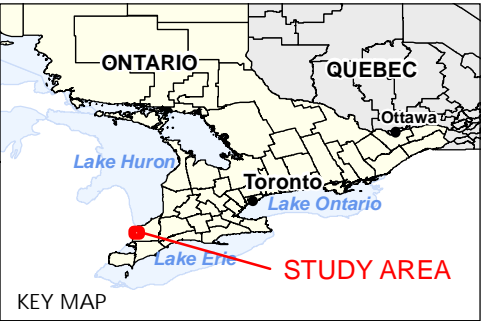 ONTARIO
QUEBEC
Ottawa
Lake Huron
Toronto
Lake Ontario
Lake Erie
STUDY AREA
KEY MAP